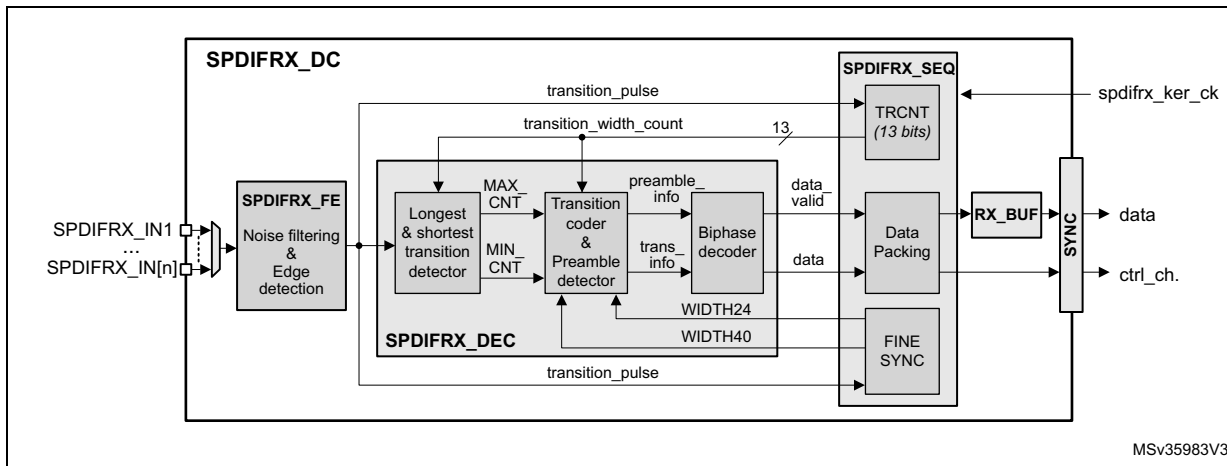 SPDIFRX_DC
SPDIFRX_SEQ
transition_pulse
TRCNT
(13 bits)
spdifrx_ker_ck
transition_width_count
13
SPDIFRX_FE
Noise filtering
&
Edge
detection
SPDIFRX_IN1
...
SPDIFRX_IN[n]
Longest
& shortest
transition
detector
MAX_
CNT
MIN_
CNT
Transition
coder
&
Preamble
detector
preamble_
info
trans_
info
Biphase
decoder
data_
valid
data
Data
Packing
RX_BUF
SYNC
data
ctrl_ch.
WIDTH24
WIDTH40
SPDIFRX_DEC
FINE
SYNC
transition_pulse
MSv35983V3